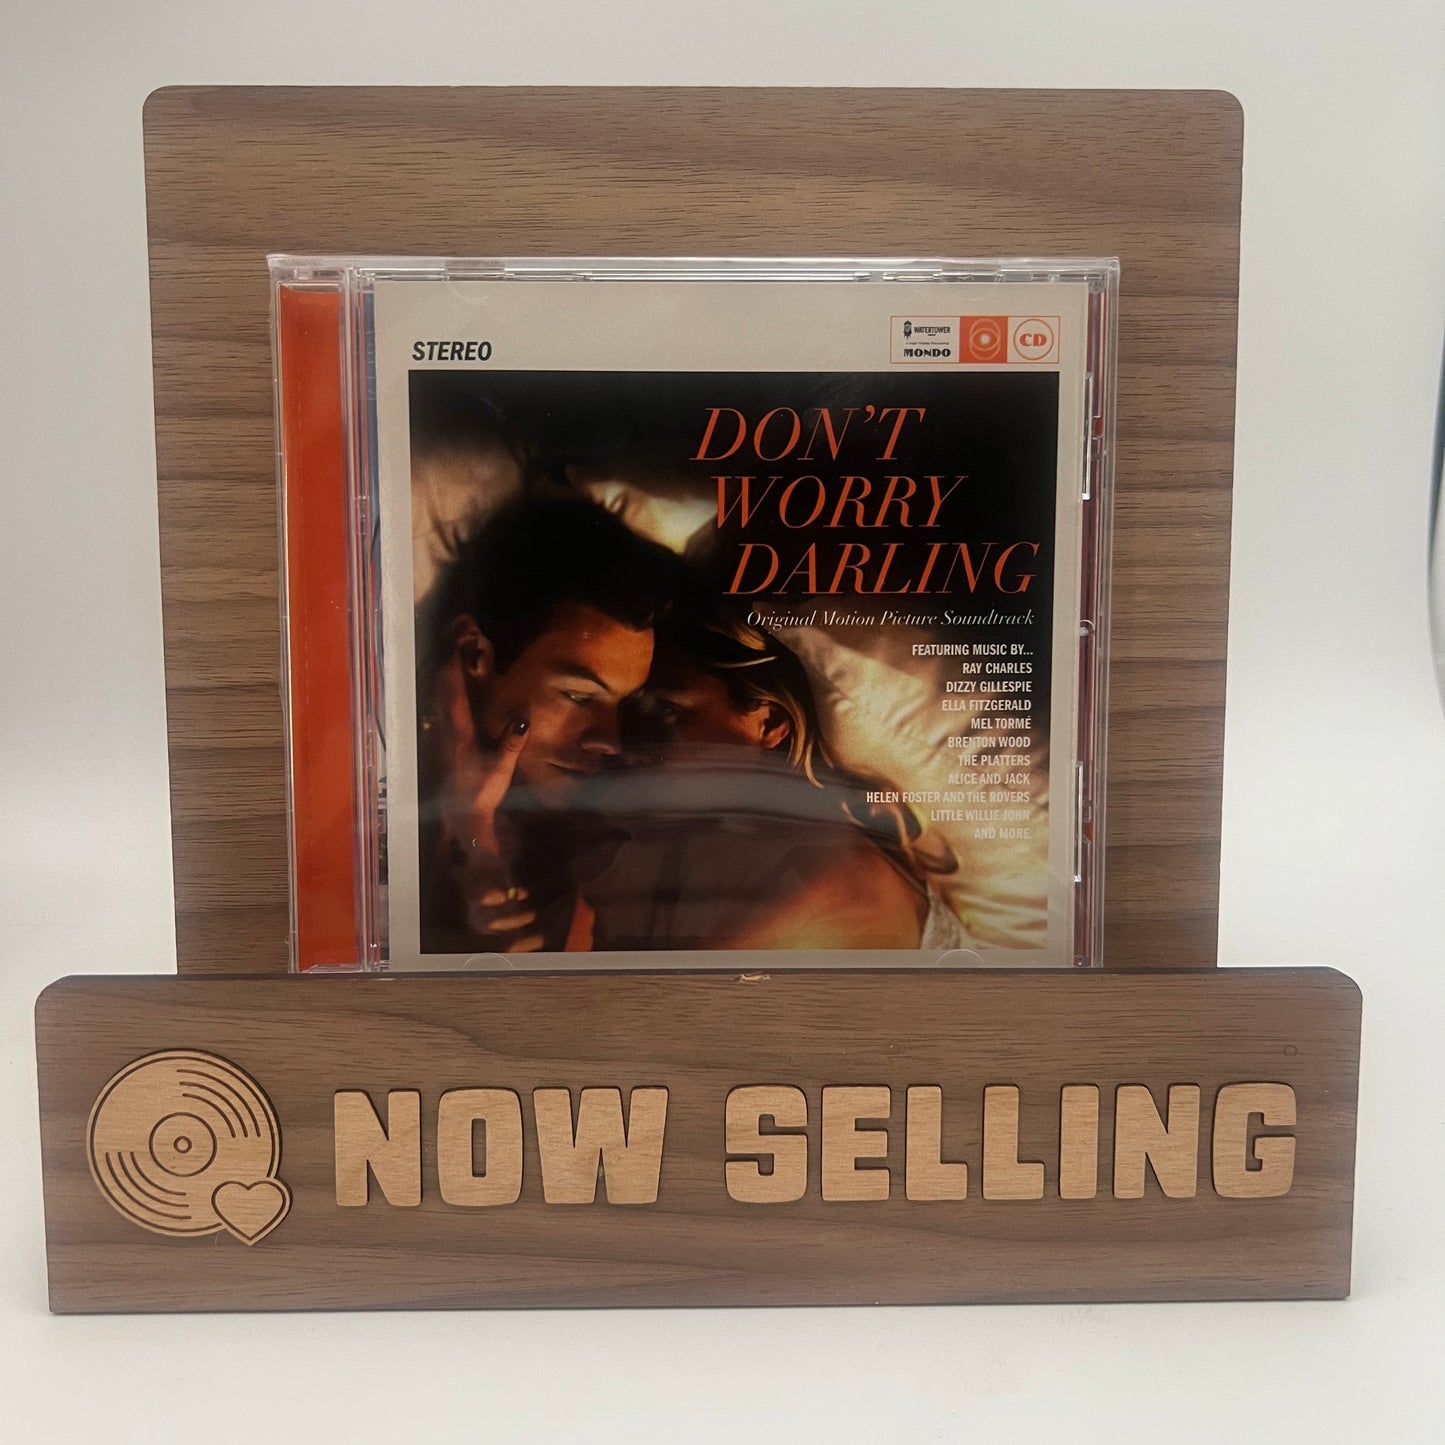 STEREO
WATERTOWER
MONDO
CD
DON'T
WORRY
DARLING
Original Motion Picture Soundtrack
FEATURING MUSIC BY...
RAY CHARLES
DIZZY GILLESPIE
ELLA FITZGERALD
MEL TORMÉ
BRENTON WOOD
THE PLATTERS
ALICE AND JACK
HELEN FOSTER AND THE ROVERS
LITTLE WILLIE JOHN
AND MORE
NOW SELLING